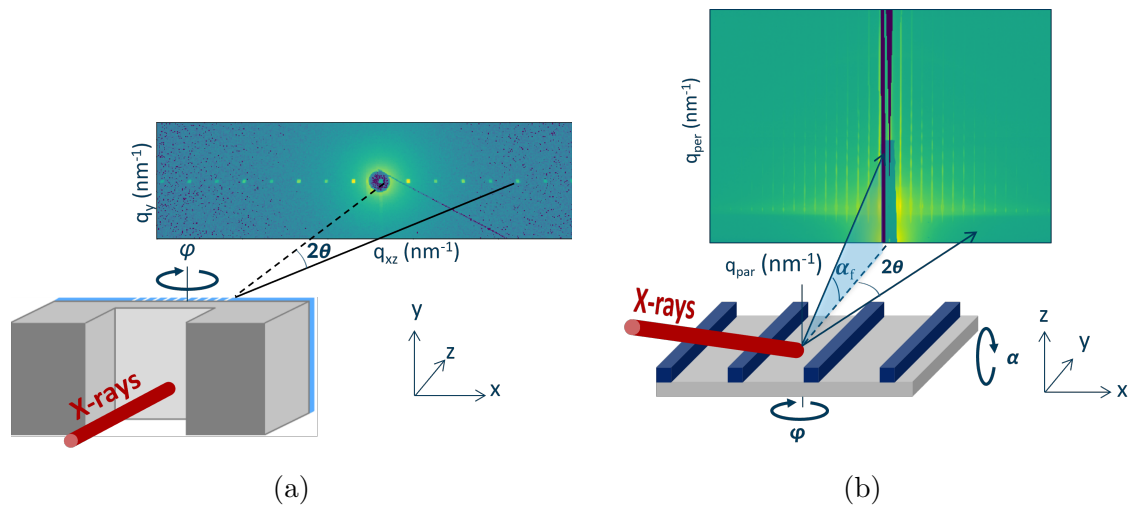 q_y (nm⁻¹)
2θ
q_xz (nm⁻¹)
φ
X-rays
y
z
x
(a)
q_per (nm⁻¹)
q_par (nm⁻¹)
α_f
2θ
X-rays
α
φ
z
y
x
(b)